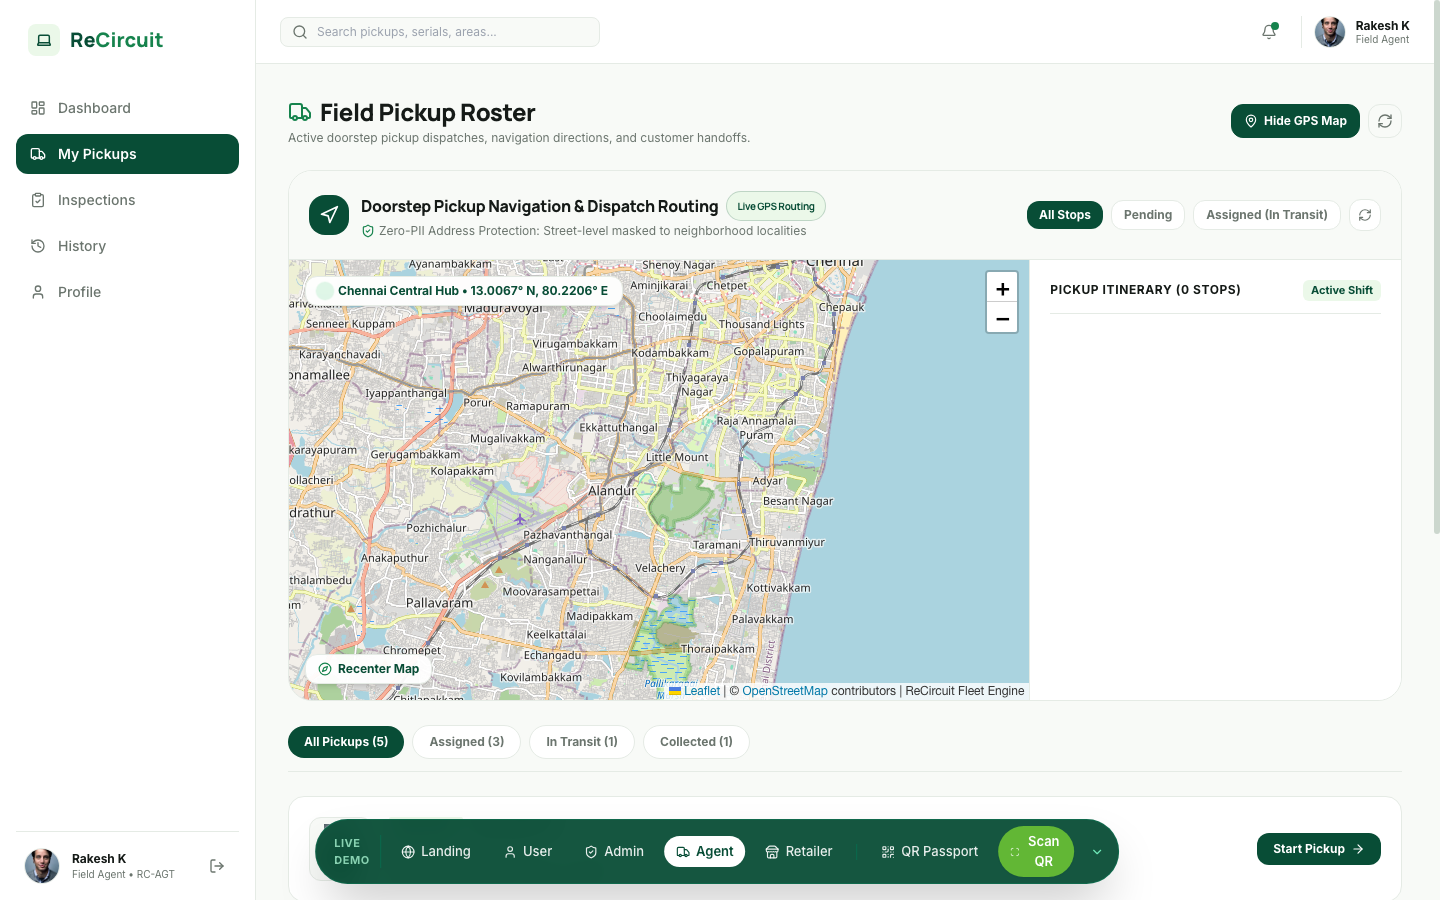 ReCircuit
Search pickups, serials, areas...
Rakesh K
Field Agent
Dashboard
My Pickups
Inspections
History
Profile
Field Pickup Roster
Active doorstep pickup dispatches, navigation directions, and customer handoffs.
Hide GPS Map
Doorstep Pickup Navigation & Dispatch Routing
Live GPS Routing
Zero-PII Address Protection: Street-level masked to neighborhood localities
All Stops
Pending
Assigned (In Transit)
Chennai Central Hub • 13.0067° N, 80.2206° E
+
−
Ayanambakkam
Shenoy Nagar
Chennai
Aminjikarai
Chetpet
Maduravoyal
Chepauk
Senneer Kuppam
Choolaimedu
Thousand Lights
Virugambakkam
Karayanchavadi
Kodambakkam
Gopalapuram
onamallee
Alwarthirunagar
Thiyagaraya
Nagar
Iyappanthangal
Porur
Ramapuram
Raja Annamalai
Puram
Ekkattuthangal
Mugalivakkam
karayapuram
Gerugambakkam
Little Mount
Kolapakkam
ollacheri
Adyar
Alandur
Besant Nagar
drathur
Pozhichalur
Pazhavanthangal
Taramani
Thiruvanmiyur
Anakaputhur
Nanganallur
Velachery
thalambedu
Moovarasampettai
Kottivakkam
m
Pallavaram
Madipakkam
Palavakkam
Keelkattalai
Chromepet
Echangadu
Thoraipakkam
Kovilambakkam
District
Chitlapakkam
Recenter Map
Leaflet | © OpenStreetMap contributors | ReCircuit Fleet Engine
PICKUP ITINERARY (0 STOPS)
Active Shift
All Pickups (5)
Assigned (3)
In Transit (1)
Collected (1)
Start Pickup
LIVE
DEMO
Landing
User
Admin
Agent
Retailer
QR Passport
Scan
QR
Rakesh K
Field Agent • RC-AGT